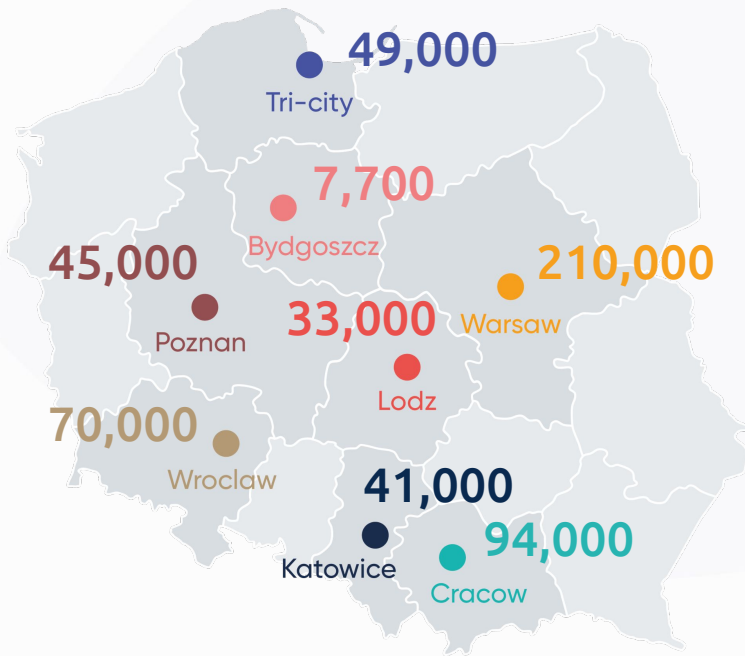 49,000
Tri-city
7,700
Bydgoszcz
45,000
Poznan
210,000
Warsaw
33,000
Lodz
70,000
Wroclaw
41,000
Katowice
94,000
Cracow